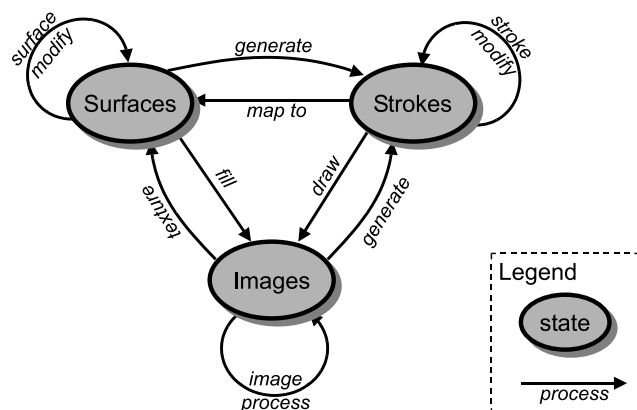 surface
modify
generate
stroke
modify
Surfaces
Strokes
map to
fill
draw
texture
generate
Images
image
process
Legend
state
process